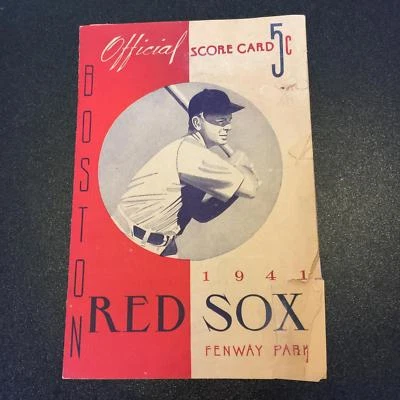 Official SCORE CARD 5c
BOSTON
1941
RED SOX
FENWAY PARK